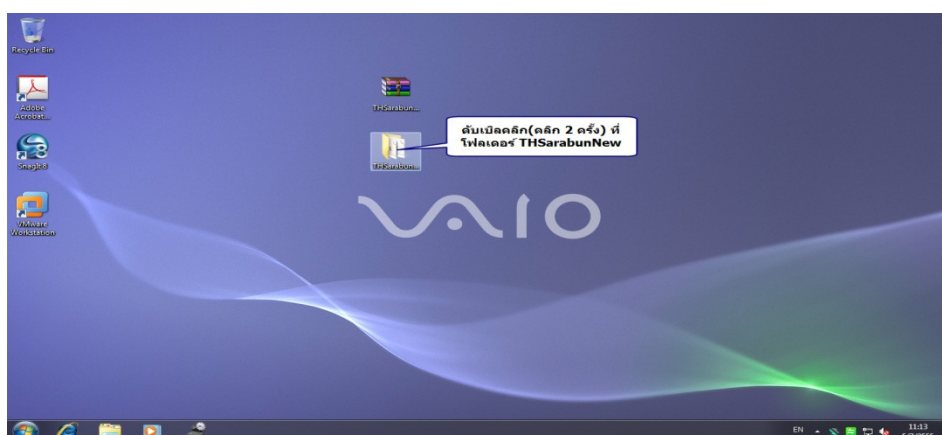 Recycle Bin
Adobe
Acrobat...
SnagIt 8
VMware
Workstation
THSarabun...
THSarabun...
ดับเบิลคลิก(คลิก 2 ครั้ง) ที่
โฟลเดอร์ THSarabunNew
VAIO
EN
11:13